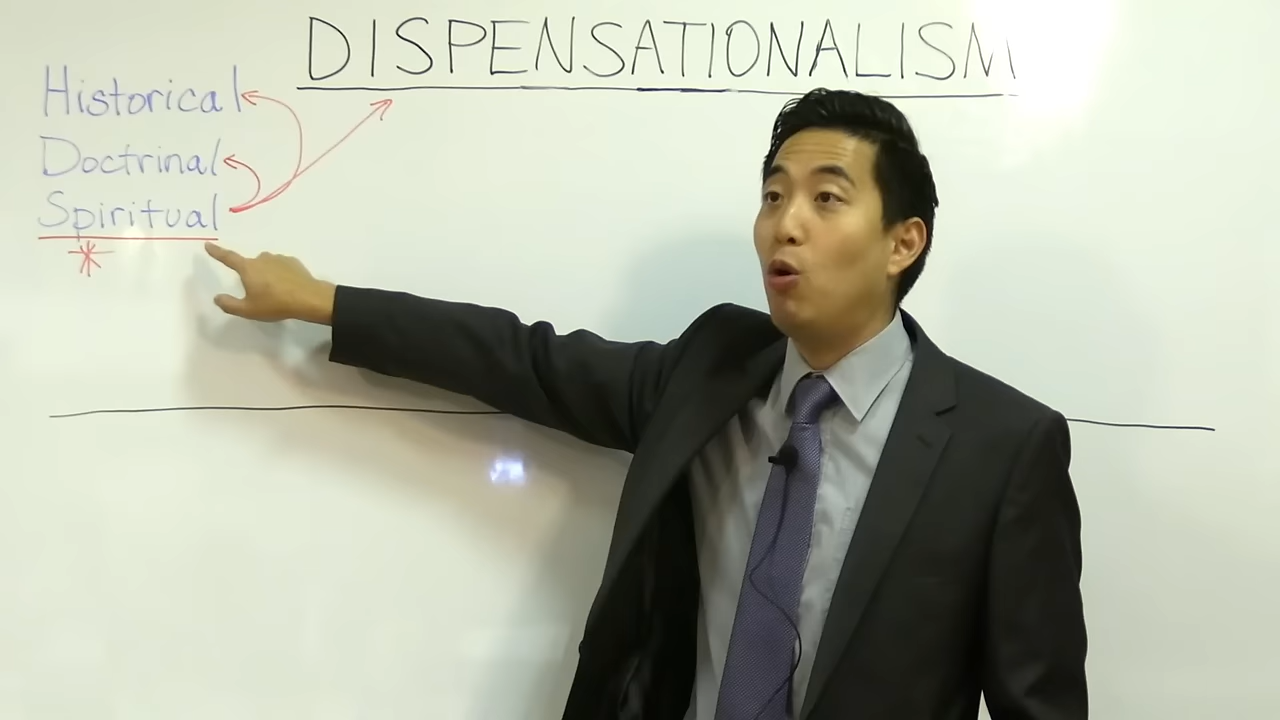 DISPENSATIONALISM
Historical
Doctrinal
Spiritual
*